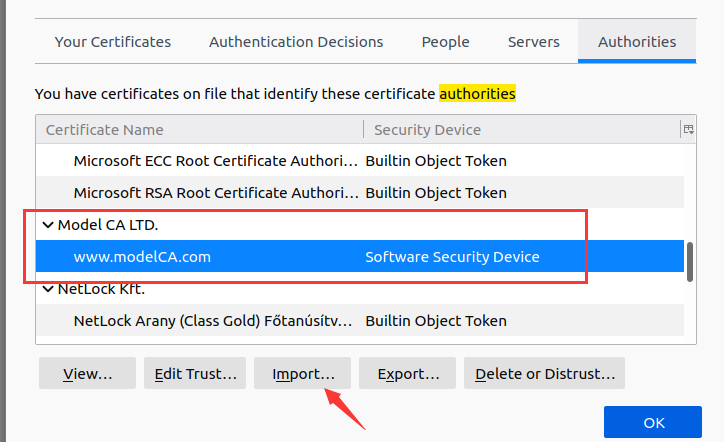 Your Certificates Authentication Decisions People Servers Authorities
You have certificates on file that identify these certificate authorities
Certificate Name Security Device
Microsoft ECC Root Certificate Authori… Builtin Object Token
Microsoft RSA Root Certificate Authori… Builtin Object Token
Model CA LTD.
www.modelCA.com Software Security Device
NetLock Kft.
NetLock Arany (Class Gold) Főtanúsítv… Builtin Object Token
View… Edit Trust… Import… Export… Delete or Distrust…
OK